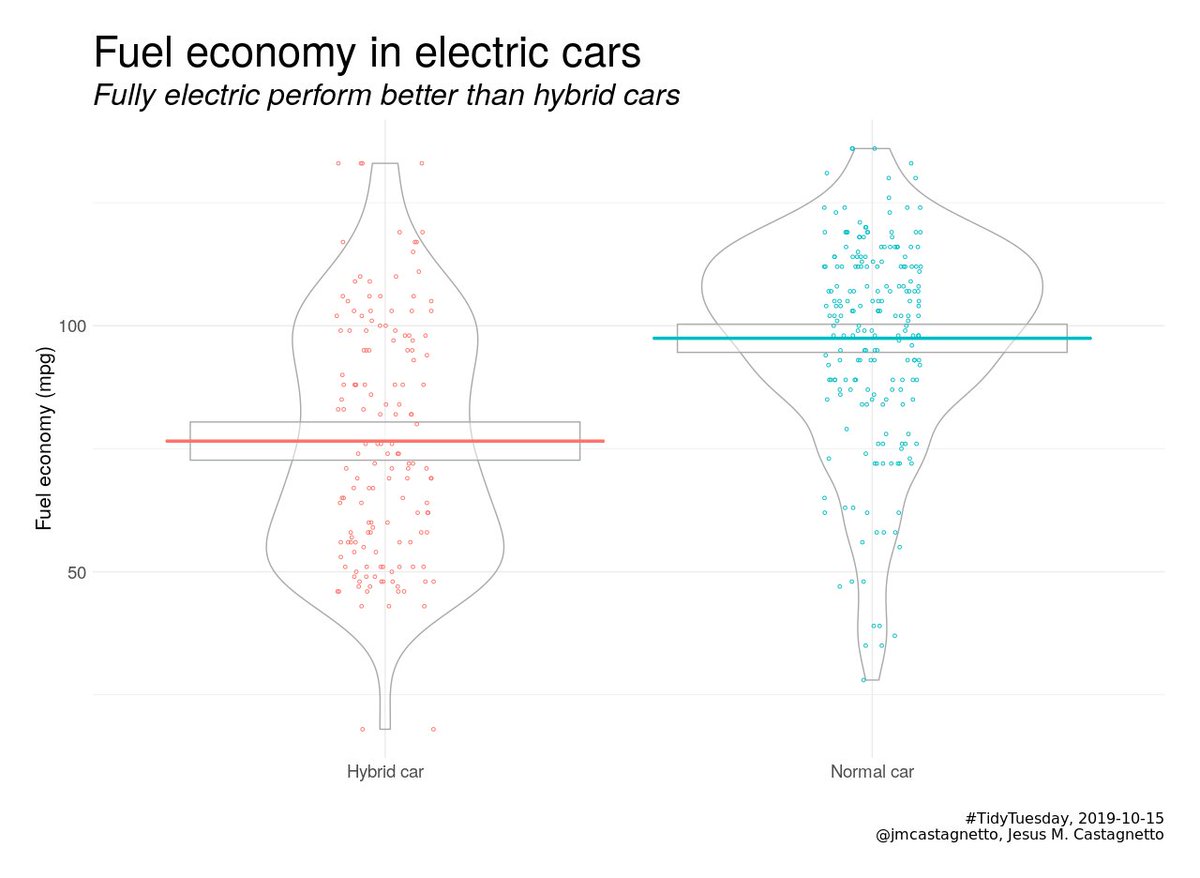 Fuel economy in electric cars
Fully electric perform better than hybrid cars
Fuel economy (mpg)
100
50
Hybrid car
Normal car
#TidyTuesday, 2019-10-15
@jmcastagnetto, Jesus M. Castagnetto